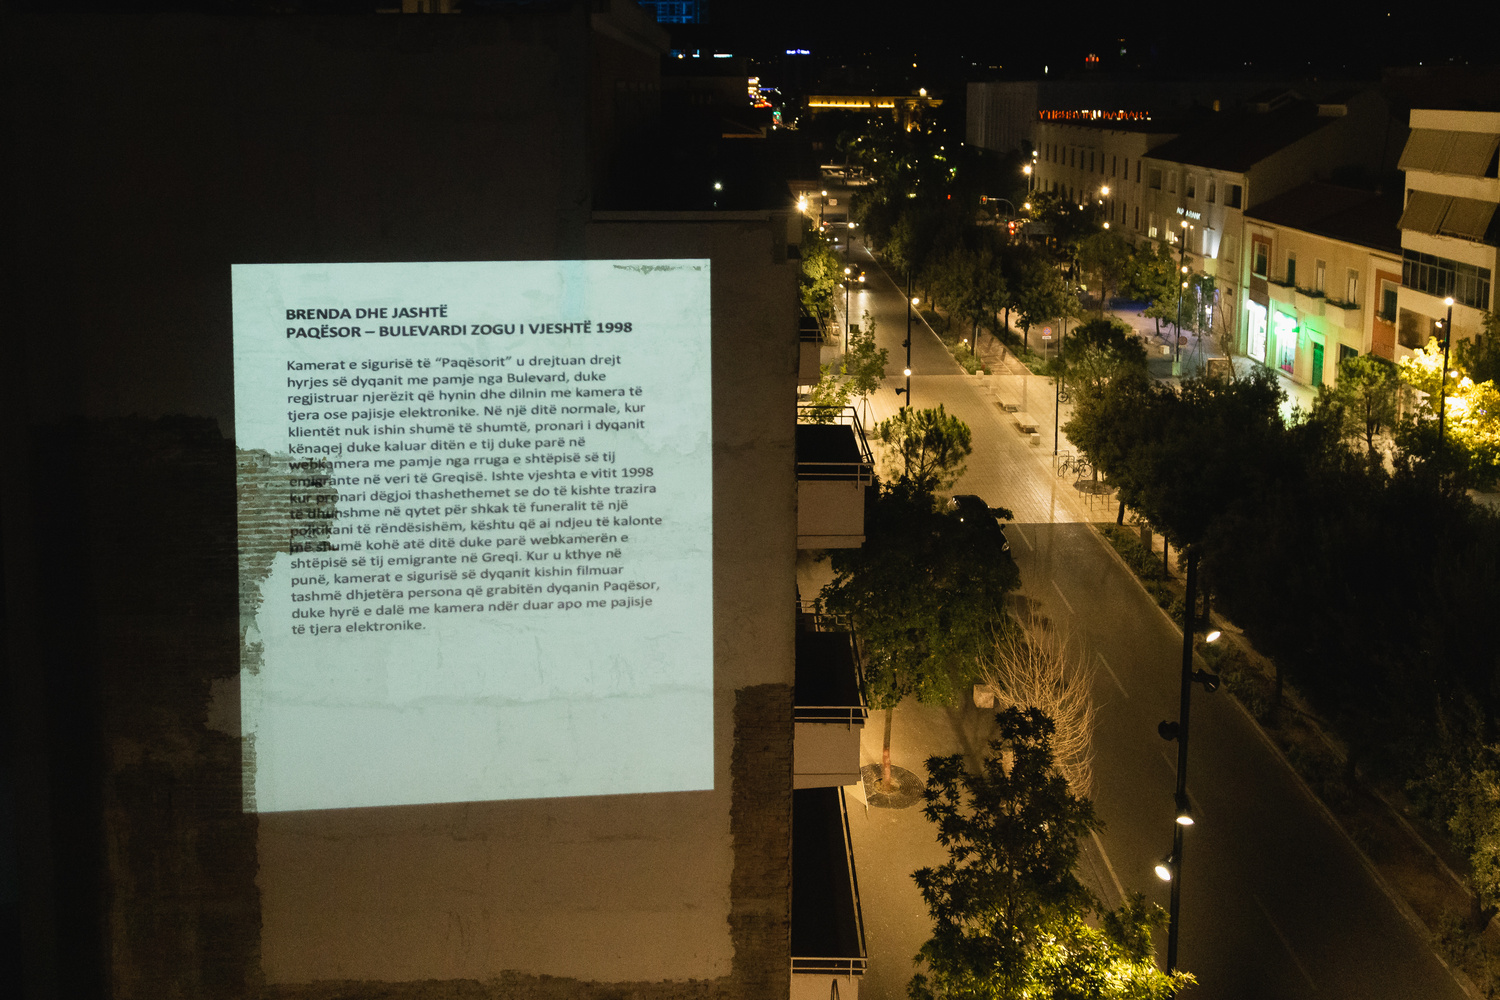 BRENDA DHE JASHTË
PAQËSOR – BULEVARDI ZOGU I VJESHTË 1998
Kamerat e sigurisë të “Paqësorit” u drejtuan drejt
hyrjes së dyqanit me pamje nga Bulevard, duke
regjistruar njerëzit që hynin dhe dilnin me kamera të
tjera ose pajisje elektronike. Në një ditë normale, kur
klientët nuk ishin shumë të shumtë, pronari i dyqanit
kënaqej duke kaluar ditën e tij duke parë në
webkamera me pamje nga rruga e shtëpisë së tij
emigrante në veri të Greqisë. Ishte vjeshta e vitit 1998
kur pronari dëgjoi thashethemet se do të kishte trazira
të dhunshme në qytet për shkak të funeralit të një
politikani të rëndësishëm, kështu që ai ndjeu të kalonte
më shumë kohë atë ditë duke parë webkamerën e
shtëpisë së tij emigrante në Greqi. Kur u kthye në
punë, kamerat e sigurisë së dyqanit kishin filmuar
tashmë dhjetëra persona që grabitën dyqanin Paqësor,
duke hyrë e dalë me kamera ndër duar apo me pajisje
të tjera elektronike.